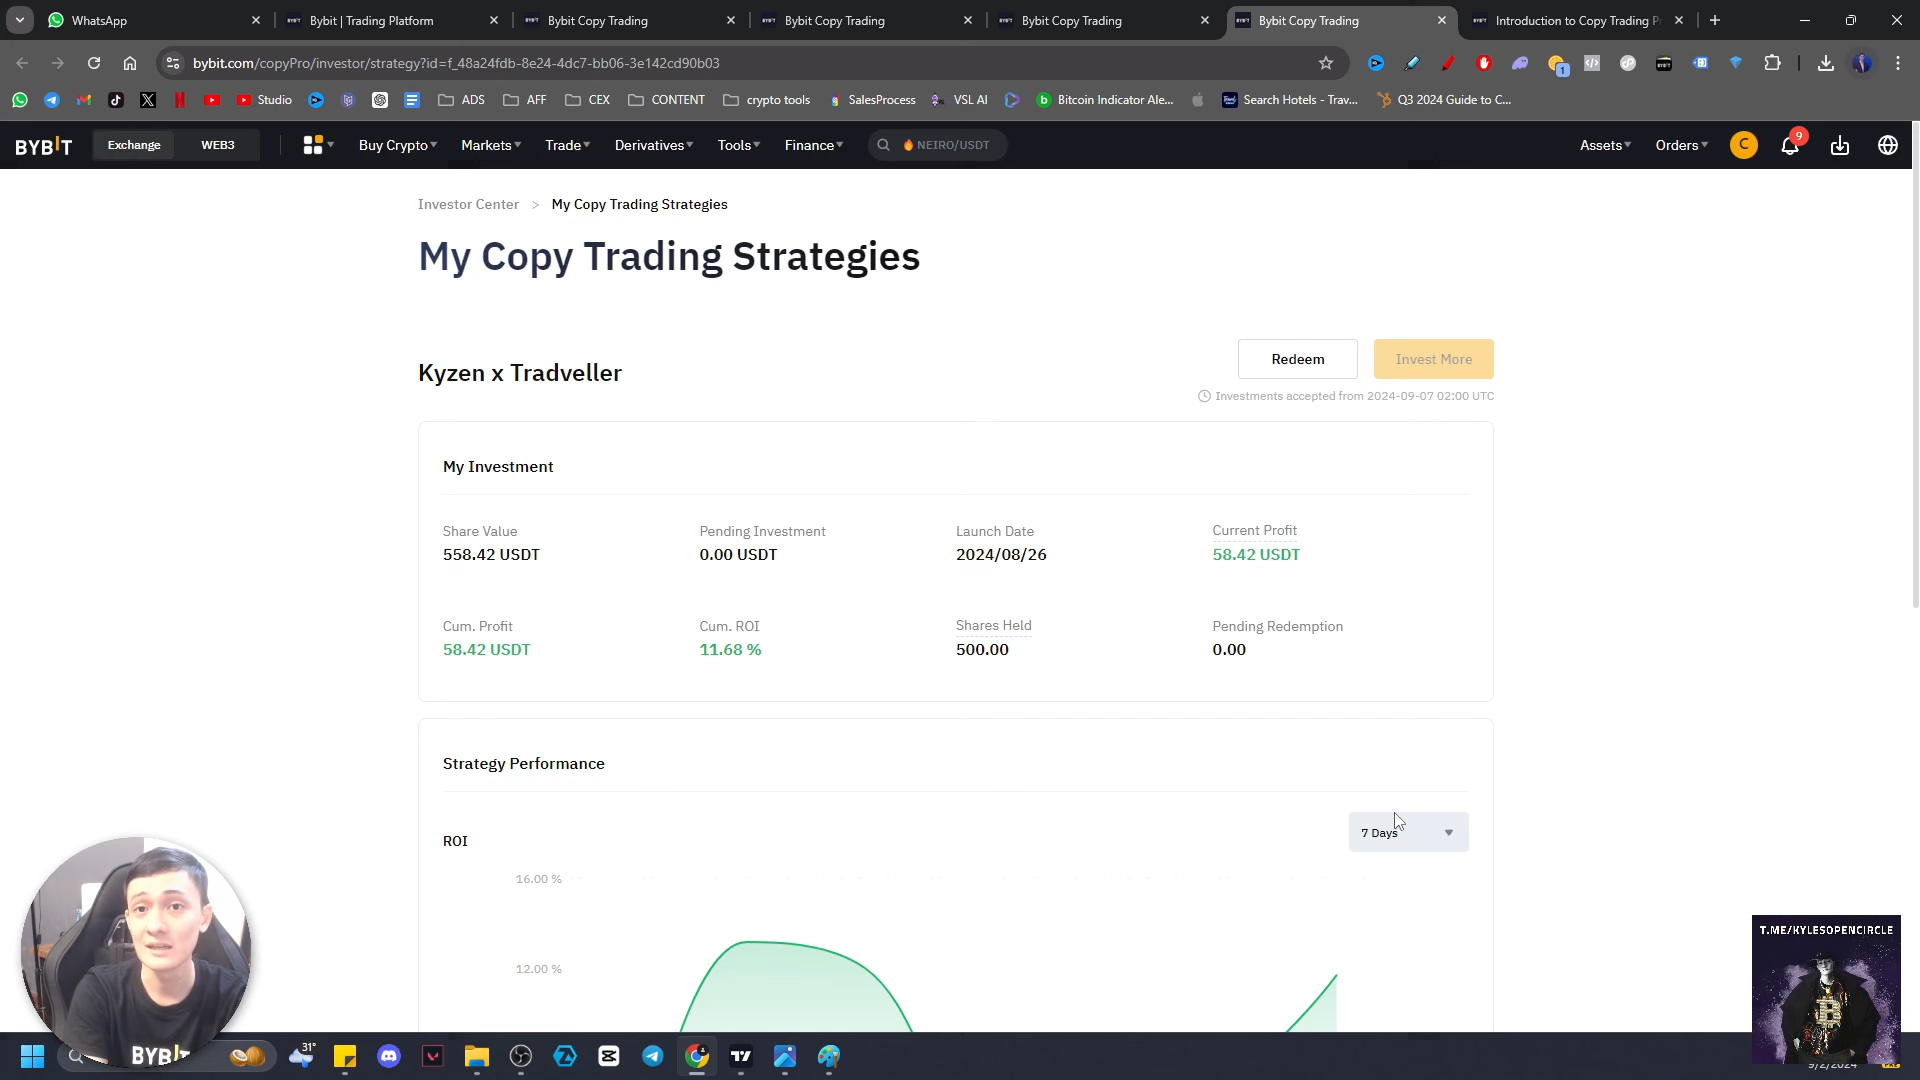 WhatsApp
Bybit | Trading Platform
Bybit Copy Trading
Bybit Copy Trading
Bybit Copy Trading
Bybit Copy Trading
Introduction to Copy Trading P
bybit.com/copyPro/investor/strategy?id=f_48a24fdb-8e24-4dc7-bb06-3e142cd90b03
1
Studio
ADS
AFF
CEX
CONTENT
crypto tools
SalesProcess
VSL AI
Bitcoin Indicator Ale...
Search Hotels - Trav...
Q3 2024 Guide to C...
BYBIT
Exchange
WEB3
Buy Crypto
Markets
Trade
Derivatives
Tools
Finance
NEIRO/USDT
Assets
Orders
C
9
Investor Center > My Copy Trading Strategies
My Copy Trading Strategies
Kyzen x Tradveller
Redeem
Invest More
Investments accepted from 2024-09-07 02:00 UTC
My Investment
Share Value
Pending Investment
Launch Date
Current Profit
558.42 USDT
0.00 USDT
2024/08/26
58.42 USDT
Cum. Profit
Cum. ROI
Shares Held
Pending Redemption
58.42 USDT
11.68 %
500.00
0.00
Strategy Performance
ROI
7 Days
16.00 %
12.00 %
T.ME/KYLESOPENCIRCLE
BYBIT
31°
9/2/2024